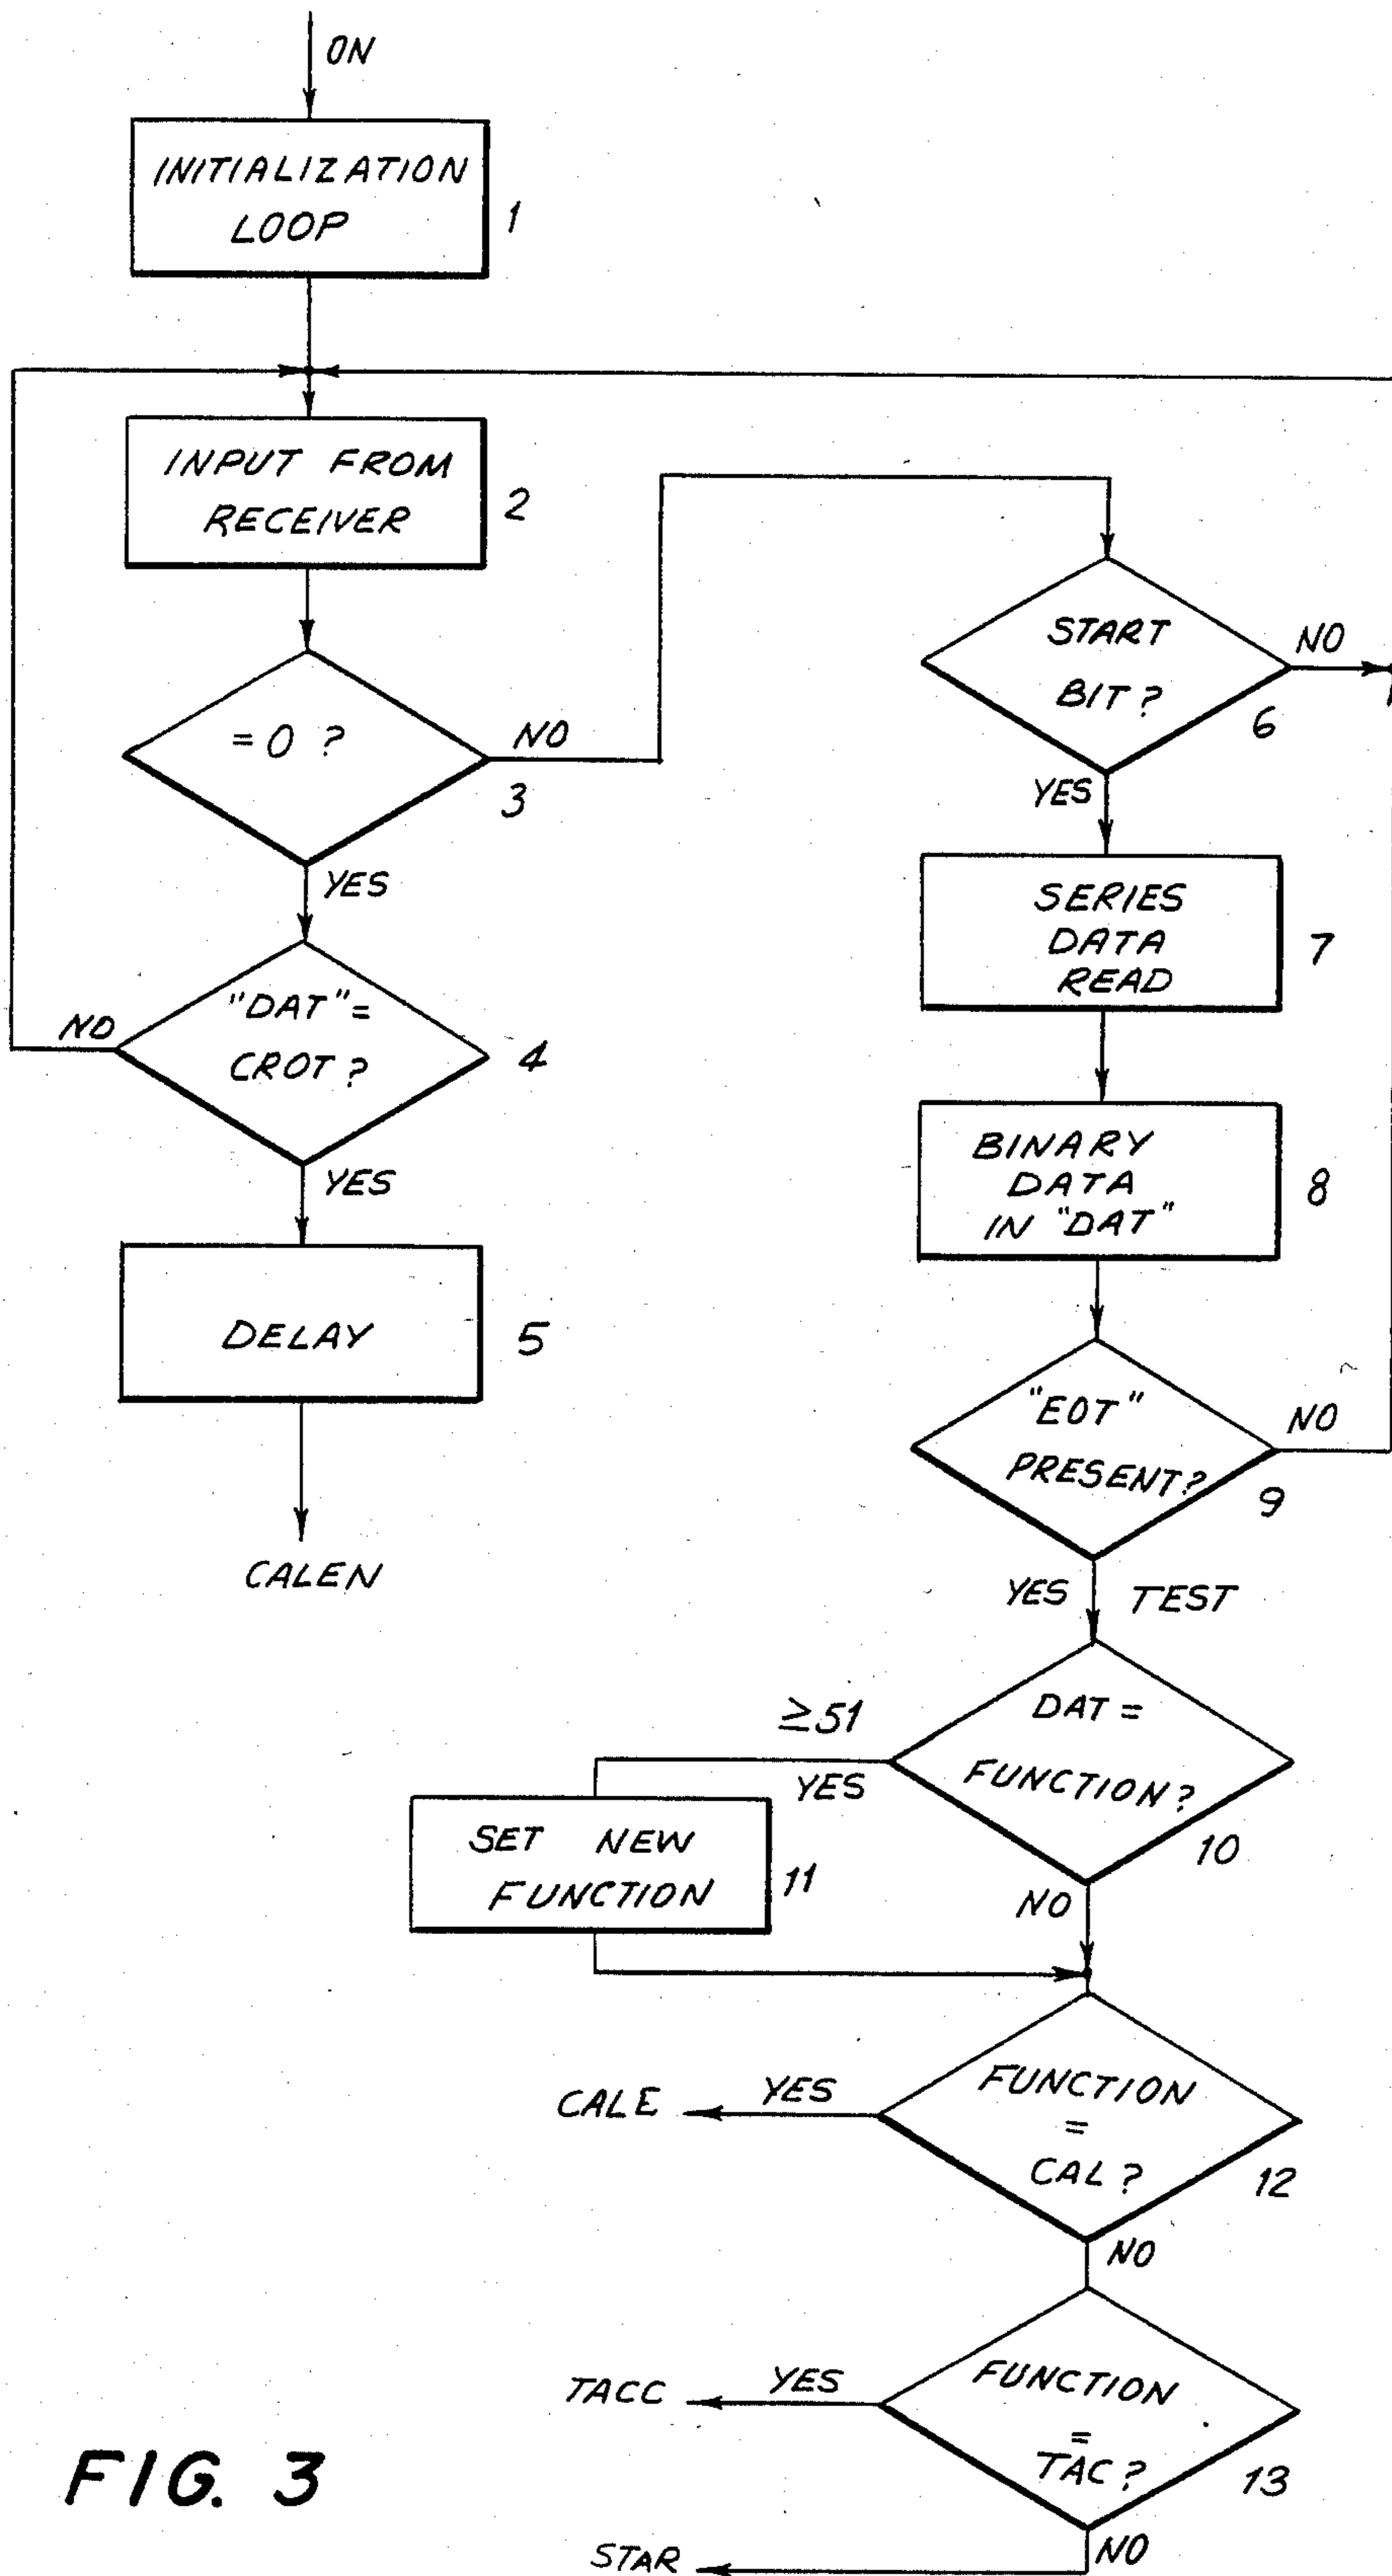 ON
INITIALIZATION
LOOP
1
INPUT FROM
RECEIVER
2
= 0 ?
3
NO
YES
"DAT" =
CROT ?
4
NO
YES
DELAY
5
CALEN
START
BIT ?
6
NO
YES
SERIES
DATA
READ
7
BINARY
DATA
IN "DAT"
8
"EOT"
PRESENT?
9
NO
YES TEST
DAT =
FUNCTION?
10
≥51
YES
SET NEW
FUNCTION
11
NO
FUNCTION
=
CAL ?
12
YES
CALE
NO
FUNCTION
=
TAC ?
13
YES
TACC
NO
STAR
FIG. 3